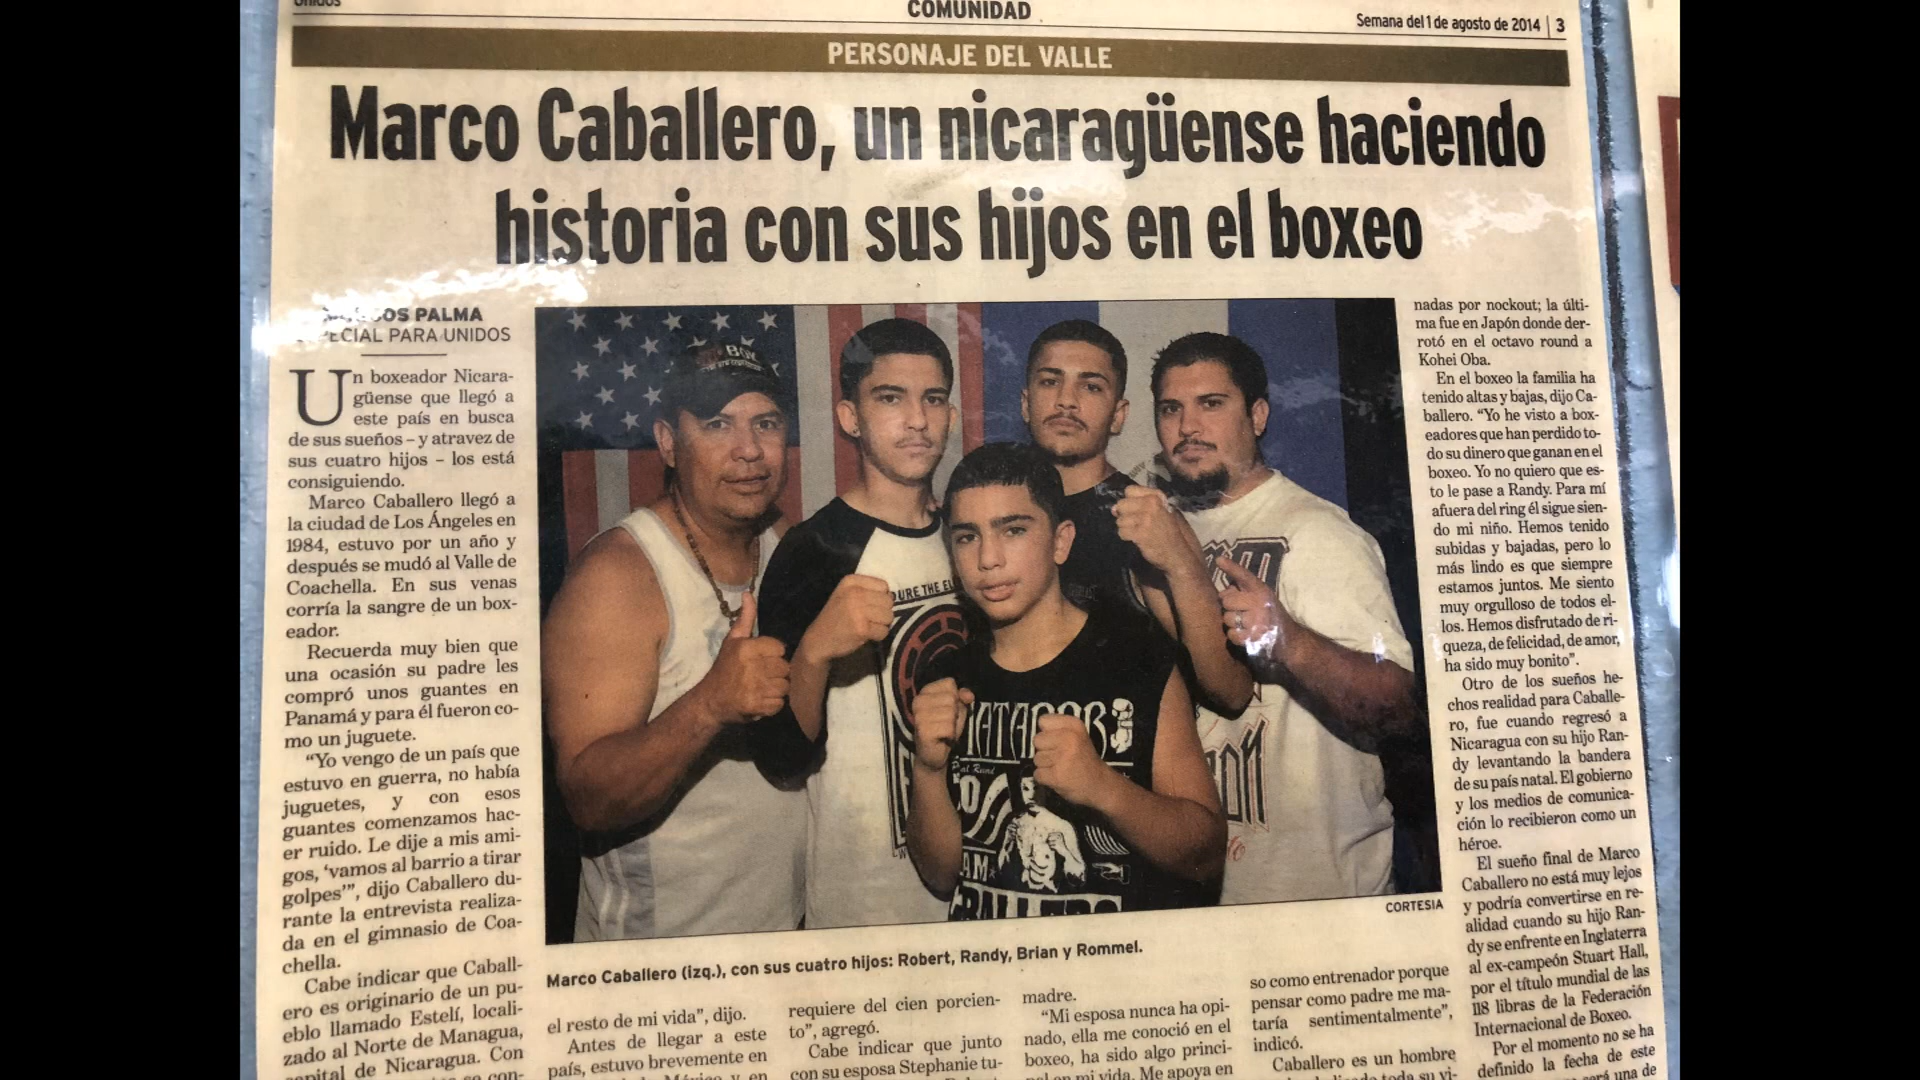 Unidos
COMUNIDAD
Semana del 1 de agosto de 2014 | 3
PERSONAJE DEL VALLE
Marco Caballero, un nicaragüense haciendo
historia con sus hijos en el boxeo
PALMA
PARA UNIDOS
Un boxeador Nicara-
güense que llegó a
este país en busca
de sus sueños – y atravez de
sus cuatro hijos – los está
consiguiendo.
Marco Caballero llegó a
la ciudad de Los Ángeles en
1984, estuvo por un año y
después se mudó al Valle de
Coachella. En sus venas
corría la sangre de un box-
eador.
Recuerda muy bien que
una ocasión su padre les
compró unos guantes en
Panamá y para él fueron co-
mo un juguete.
“Yo vengo de un país que
estuvo en guerra, no había
juguetes, y con esos
guantes comenzamos hac-
er ruido. Le dije a mis ami-
gos, ‘vamos al barrio a tirar
golpes’”, dijo Caballero du-
rante la entrevista realiza-
da en el gimnasio de Coa-
chella.
Cabe indicar que Caball-
ero es originario de un pu-
eblo llamado Estelí, locali-
zado al Norte de Managua,
capital de Nicaragua. Con
BOX
MATADOR
CORTESIA
Marco Caballero (izq.), con sus cuatro hijos: Robert, Randy, Brian y Rommel.
el resto de mi vida”, dijo.
Antes de llegar a este
país, estuvo brevemente en
requiere del cien porcien-
to”, agregó.
Cabe indicar que junto
con su esposa Stephanie tu-
madre.
“Mi esposa nunca ha opi-
nado, ella me conoció en el
boxeo, ha sido algo princi-
pal en mi vida. Me apoya en
so como entrenador porque
pensar como padre me ma-
taría sentimentalmente”,
indicó.
Caballero es un hombre
nadas por nockout; la últi-
ma fue en Japón donde der-
rotó en el octavo round a
Kohei Oba.
En el boxeo la familia ha
tenido altas y bajas, dijo Ca-
ballero. “Yo he visto a box-
eadores que han perdido to-
do su dinero que ganan en el
boxeo. Yo no quiero que es-
to le pase a Randy. Para mí
afuera del ring él sigue sien-
do mi niño. Hemos tenido
subidas y bajadas, pero lo
más lindo es que siempre
estamos juntos. Me siento
muy orgulloso de todos el-
los. Hemos disfrutado de ri-
queza, de felicidad, de amor,
ha sido muy bonito”.
Otro de los sueños he-
chos realidad para Caballe-
ro, fue cuando regresó a
Nicaragua con su hijo Ran-
dy levantando la bandera
de su país natal. El gobierno
y los medios de comunica-
ción lo recibieron como un
héroe.
El sueño final de Marco
Caballero no está muy lejos
y podría convertirse en re-
alidad cuando su hijo Ran-
dy se enfrente en Inglaterra
al ex-campeón Stuart Hall,
por el título mundial de las
118 libras de la Federación
Internacional de Boxeo.
Por el momento no se ha
definido la fecha de este